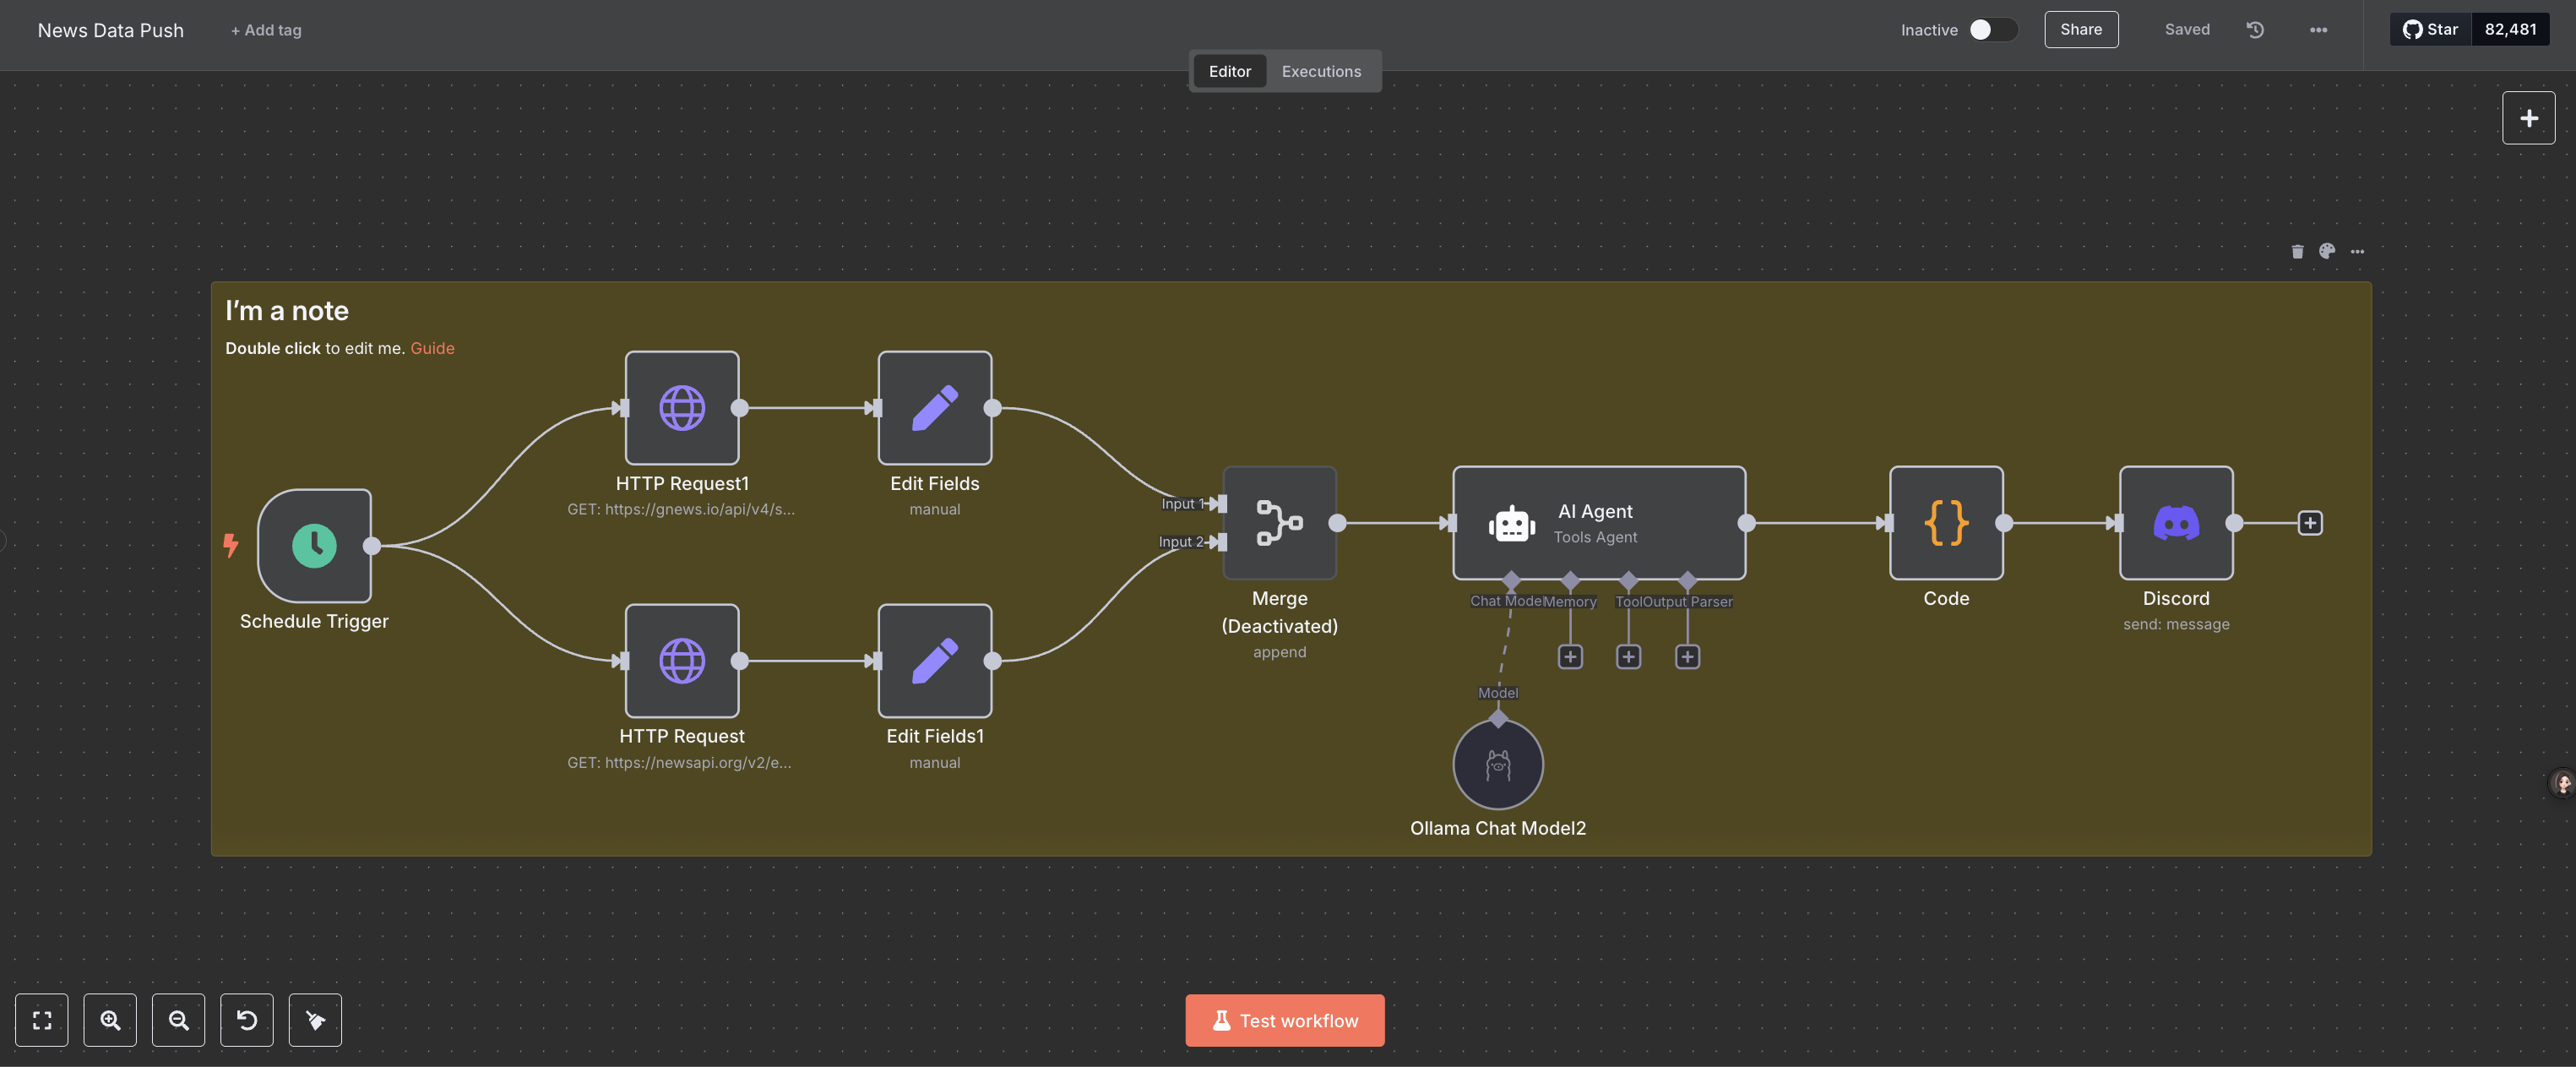 News Data Push
+ Add tag
Inactive
Share
Saved
Star
82,481
Editor
Executions
I'm a note
Double click to edit me. Guide
HTTP Request1
GET: https://gnews.io/api/v4/s...
Edit Fields
manual
Schedule Trigger
HTTP Request
GET: https://newsapi.org/v2/e...
Edit Fields1
manual
Input 1
Input 2
Merge
(Deactivated)
append
AI Agent
Tools Agent
Chat Model
Memory
Tool
Output Parser
Model
Ollama Chat Model2
{}
Code
Discord
send: message
Test workflow